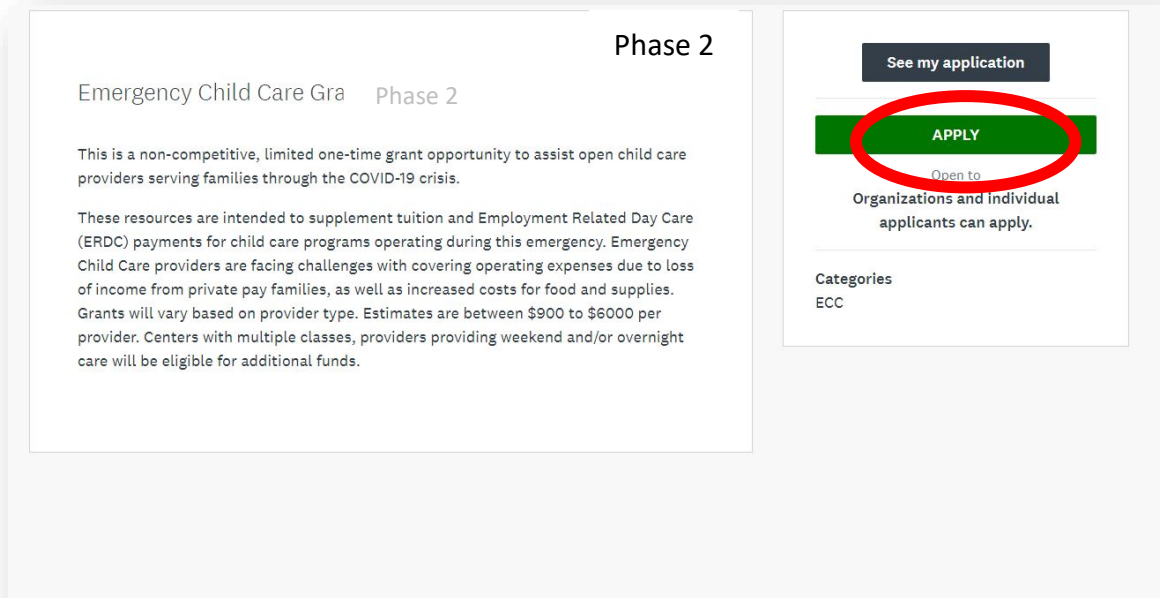 Phase 2
Emergency Child Care Gra
Phase 2
This is a non-competitive, limited one-time grant opportunity to assist open child care
providers serving families through the COVID-19 crisis.
These resources are intended to supplement tuition and Employment Related Day Care
(ERDC) payments for child care programs operating during this emergency. Emergency
Child Care providers are facing challenges with covering operating expenses due to loss
of income from private pay families, as well as increased costs for food and supplies.
Grants will vary based on provider type. Estimates are between $900 to $6000 per
provider. Centers with multiple classes, providers providing weekend and/or overnight
care will be eligible for additional funds.
See my application
APPLY
Open to
Organizations and individual
applicants can apply.
Categories
ECC